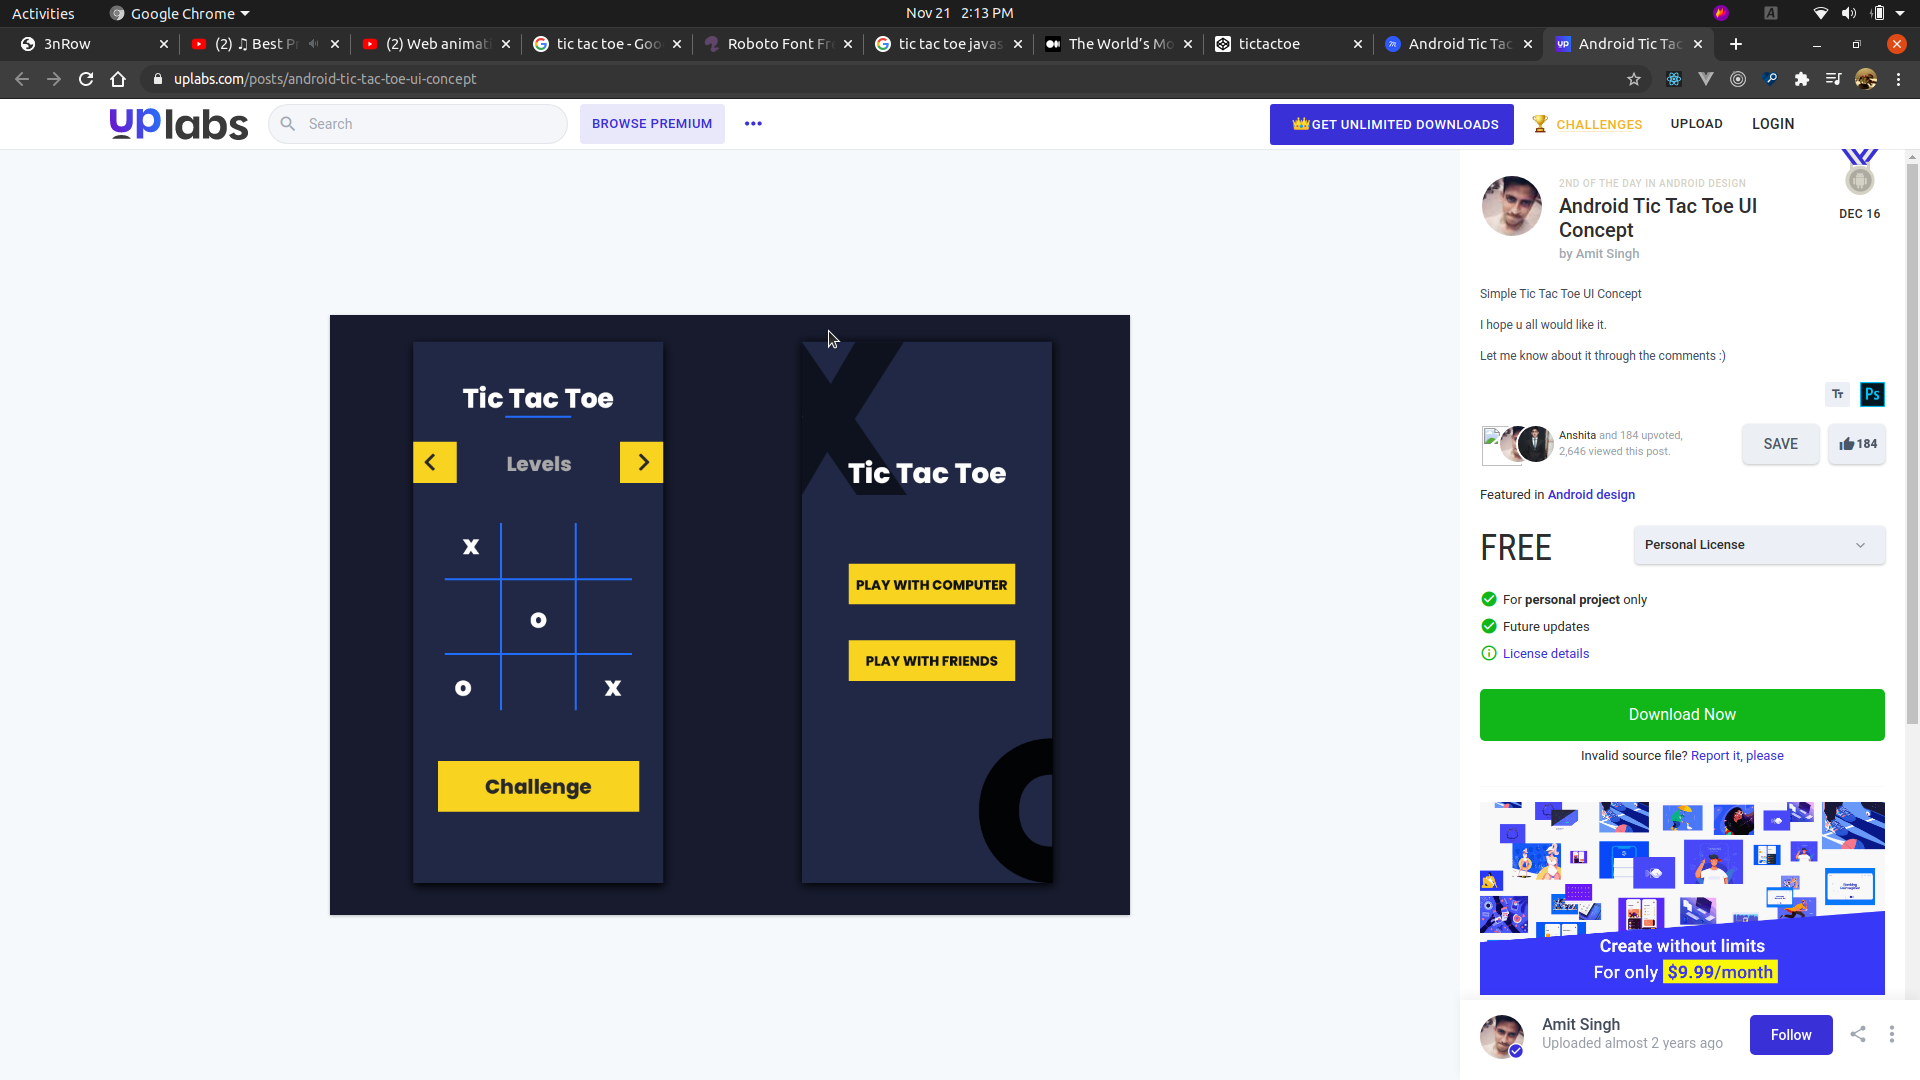 Activities
Google Chrome
Nov 21 2:13 PM
A
3nRow
(2) ♫ Best Pr
(2) Web animat
tic tac toe - Goo
Roboto Font Fr
tic tac toe javas
The World's Mo
tictactoe
Android Tic Tac
up
Android Tic Tac
uplabs.com/posts/android-tic-tac-toe-ui-concept
uplabs
Search
BROWSE PREMIUM
GET UNLIMITED DOWNLOADS
CHALLENGES
UPLOAD
LOGIN
Tic Tac Toe
Levels
X
O
O
X
Challenge
Tic Tac Toe
PLAY WITH COMPUTER
PLAY WITH FRIENDS
2ND OF THE DAY IN ANDROID DESIGN
Android Tic Tac Toe UI
Concept
by Amit Singh
DEC 16
Simple Tic Tac Toe UI Concept
I hope u all would like it.
Let me know about it through the comments :)
Tt
Ps
Anshita and 184 upvoted,
2,646 viewed this post.
SAVE
184
Featured in Android design
FREE
Personal License
For personal project only
Future updates
License details
Download Now
Invalid source file? Report it, please
Create without limits
For only $9.99/month
Amit Singh
Uploaded almost 2 years ago
Follow